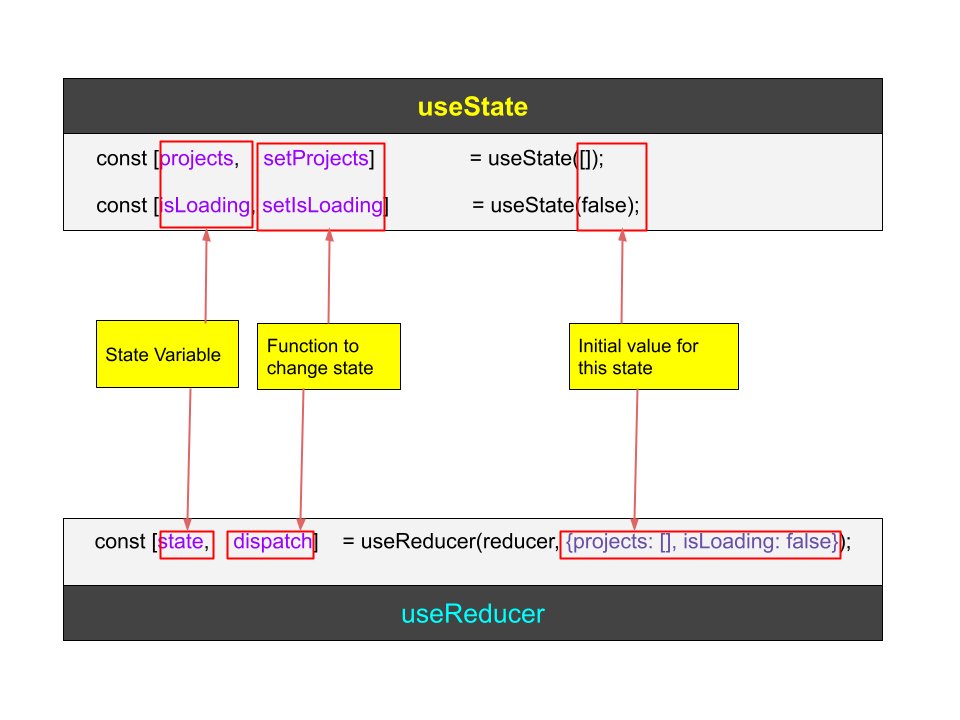 useState
const [projects, setProjects] = useState([]);
const [isLoading, setIsLoading] = useState(false);
State Variable
Function to
change state
Initial value for
this state
const [state, dispatch] = useReducer(reducer, {projects: [], isLoading: false});
useReducer